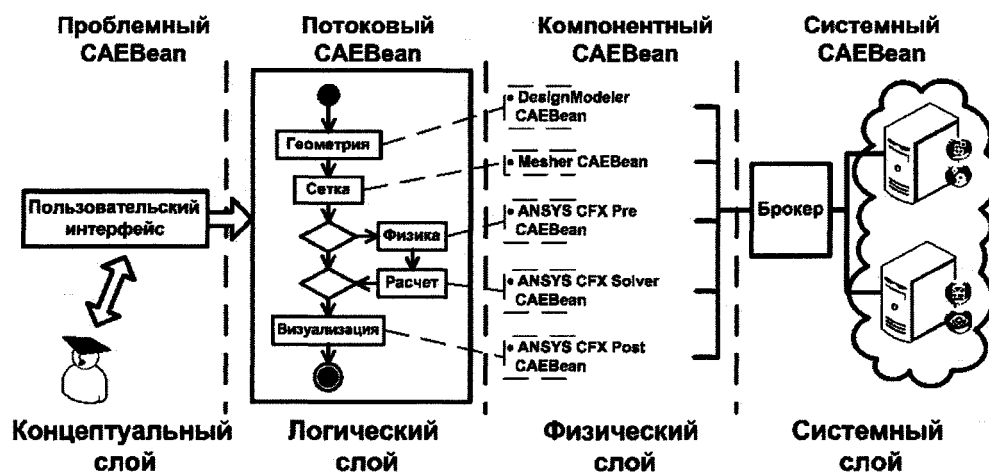 Проблемный
CAEBean
Потоковый
CAEBean
Компонентный
CAEBean
Системный
CAEBean
Пользовательский
интерфейс
Геометрия
Сетка
Физика
Расчет
Визуализация
• DesignModeler
CAEBean
• Mesher CAEBean
• ANSYS CFX Pre
CAEBean
• ANSYS CFX Solver
CAEBean
• ANSYS CFX Post
CAEBean
Брокер
Концептуальный
слой
Логический
слой
Физический
слой
Системный
слой